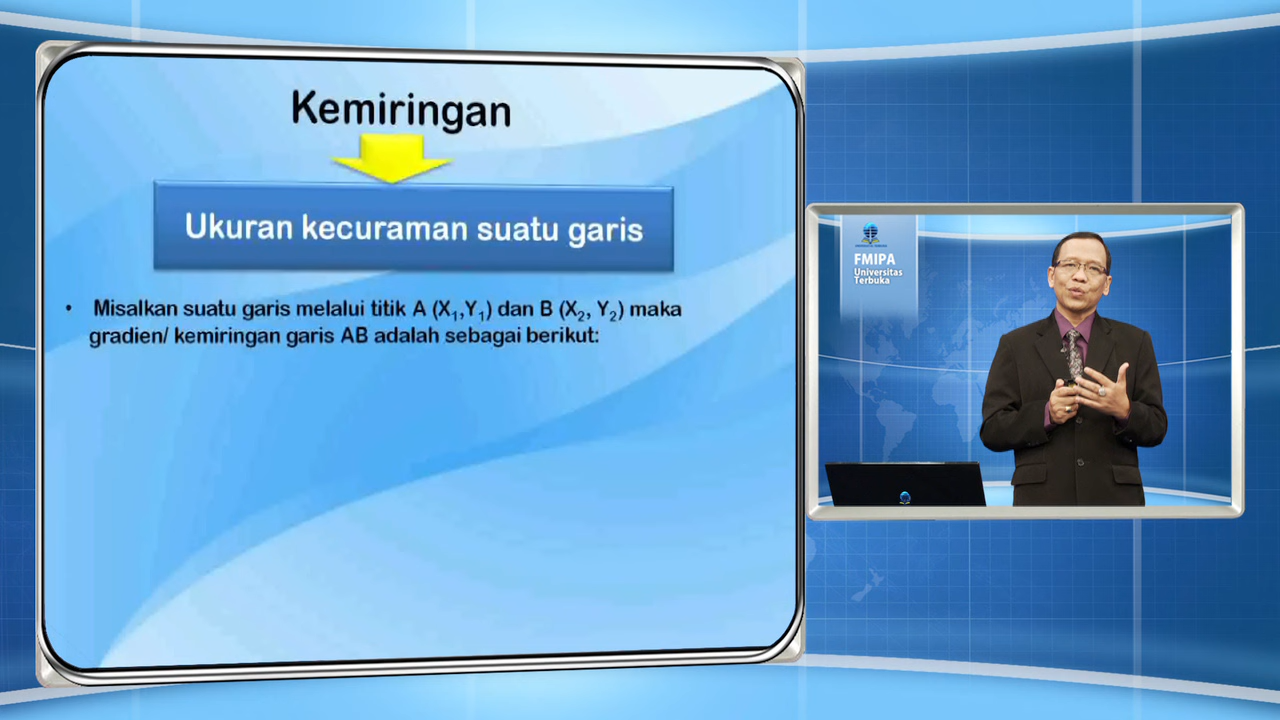 Kemiringan
Ukuran kecuraman suatu garis
• Misalkan suatu garis melalui titik A (X₁,Y₁) dan B (X₂, Y₂) maka
gradien/ kemiringan garis AB adalah sebagai berikut:
FMIPA
Universitas
Terbuka